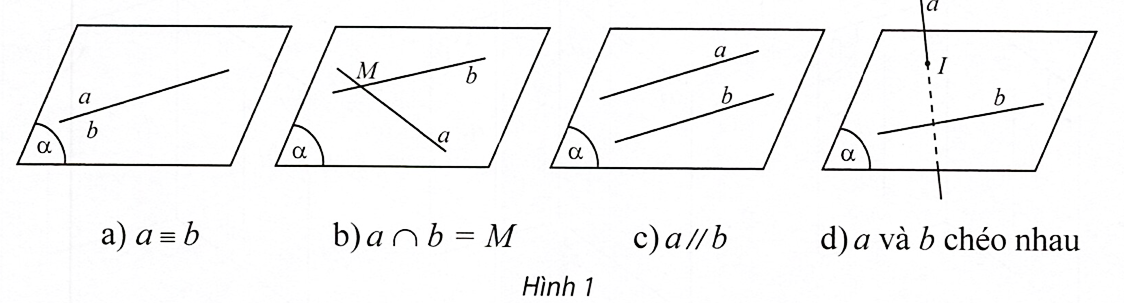 a
b
α
M
b
a
α
a
b
α
a
I
b
α
a) a ≡ b
b) a ∩ b = M
c) a // b
d) a và b chéo nhau
Hình 1